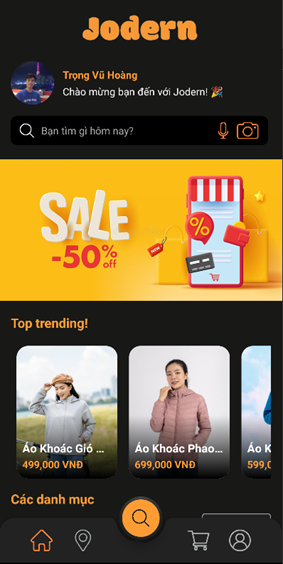 Jodern
Trọng Vũ Hoàng
Chào mừng bạn đến với Jodern! 🎉
Bạn tìm gì hôm nay?
SALE
-50% off
NEW
%
Top trending!
Áo Khoác Gió ...
Áo Khoác Phao...
Áo K
499,000 VNĐ
699,000 VNĐ
599,
Các danh mục